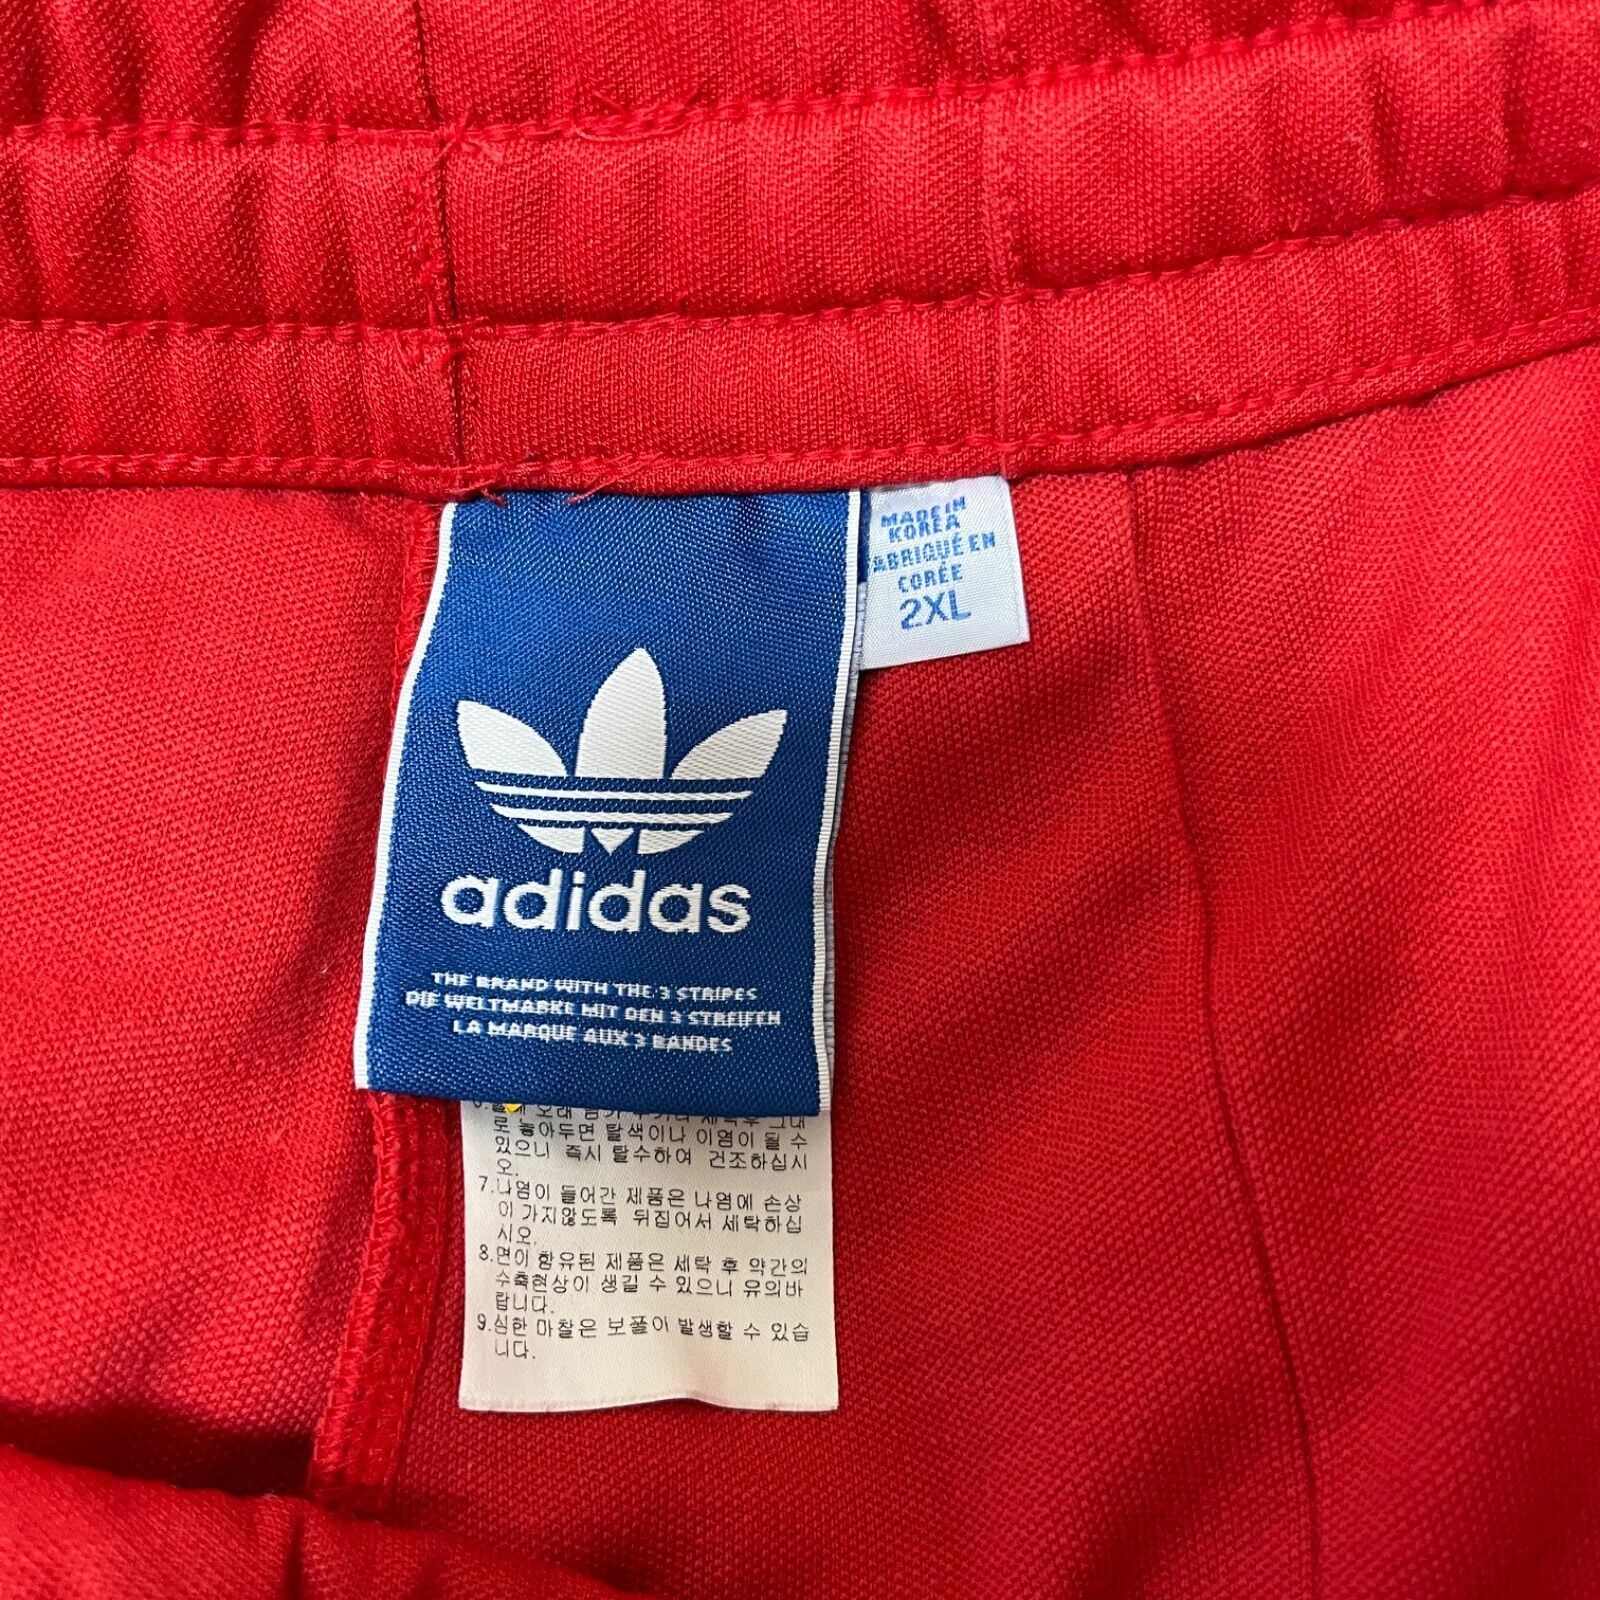 MADE IN
KOREA
FABRIQUÉ EN
CORÉE
2XL
adidas
THE BRAND WITH THE 3 STRIPES
DIE WELTMARKE MIT DEN 3 STREIFEN
LA MARQUE AUX 3 BANDES
로 놓아두면 탈색이나 이염이 될 수
있으니 즉시 탈수하여 건조하십시
오.
7.나염이 들어간 제품은 나염에 손상
이 가지않도록 뒤집어서 세탁하십
시오.
8.면이 함유된 제품은 세탁 후 약간의
수축현상이 생길 수 있으니 유의바
랍니다.
9.심한 마찰은 보풀이 발생할 수 있습
니다.